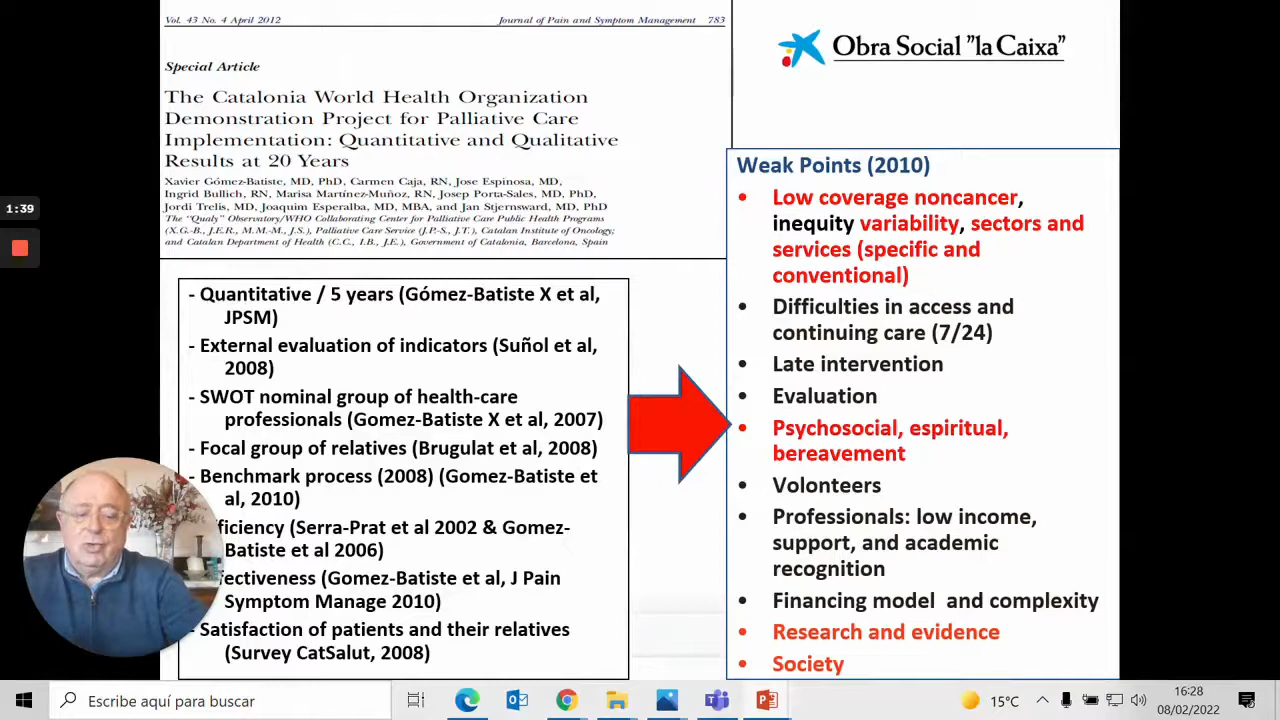 Vol. 43 No. 4 April 2012
Journal of Pain and Symptom Management 783
Special Article
The Catalonia World Health Organization
Demonstration Project for Palliative Care
Implementation: Quantitative and Qualitative
Results at 20 Years
Xavier Gómez-Batiste, MD, PhD, Carmen Caja, RN, Jose Espinosa, MD,
Ingrid Bullich, RN, Marisa Martínez-Muñoz, RN, Josep Porta-Sales, MD, PhD,
Jordi Trelis, MD, Joaquim Esperalba, MD, MBA, and Jan Stjernsward, MD, PhD
The "Qualy" Observatory/WHO Collaborating Center for Palliative Care Public Health Programs
(X.G.-B., J.E.R., M.M.-M., J.S.), Palliative Care Service (J.P.-S., J.T.), Catalan Institute of Oncology;
and Catalan Department of Health (C.C., I.B., J.E.), Government of Catalonia, Barcelona, Spain
Obra Social "la Caixa"
- Quantitative / 5 years (Gómez-Batiste X et al,
JPSM)
- External evaluation of indicators (Suñol et al,
2008)
- SWOT nominal group of health-care
professionals (Gomez-Batiste X et al, 2007)
- Focal group of relatives (Brugulat et al, 2008)
- Benchmark process (2008) (Gomez-Batiste et
al, 2010)
ficiency (Serra-Prat et al 2002 & Gomez-
Batiste et al 2006)
fectiveness (Gomez-Batiste et al, J Pain
Symptom Manage 2010)
- Satisfaction of patients and their relatives
(Survey CatSalut, 2008)
Weak Points (2010)
• Low coverage noncancer,
inequity variability, sectors and
services (specific and
conventional)
• Difficulties in access and
continuing care (7/24)
• Late intervention
• Evaluation
• Psychosocial, espiritual,
bereavement
• Volonteers
• Professionals: low income,
support, and academic
recognition
• Financing model and complexity
• Research and evidence
• Society
1:39
Escribe aquí para buscar
15°C
16:28
08/02/2022